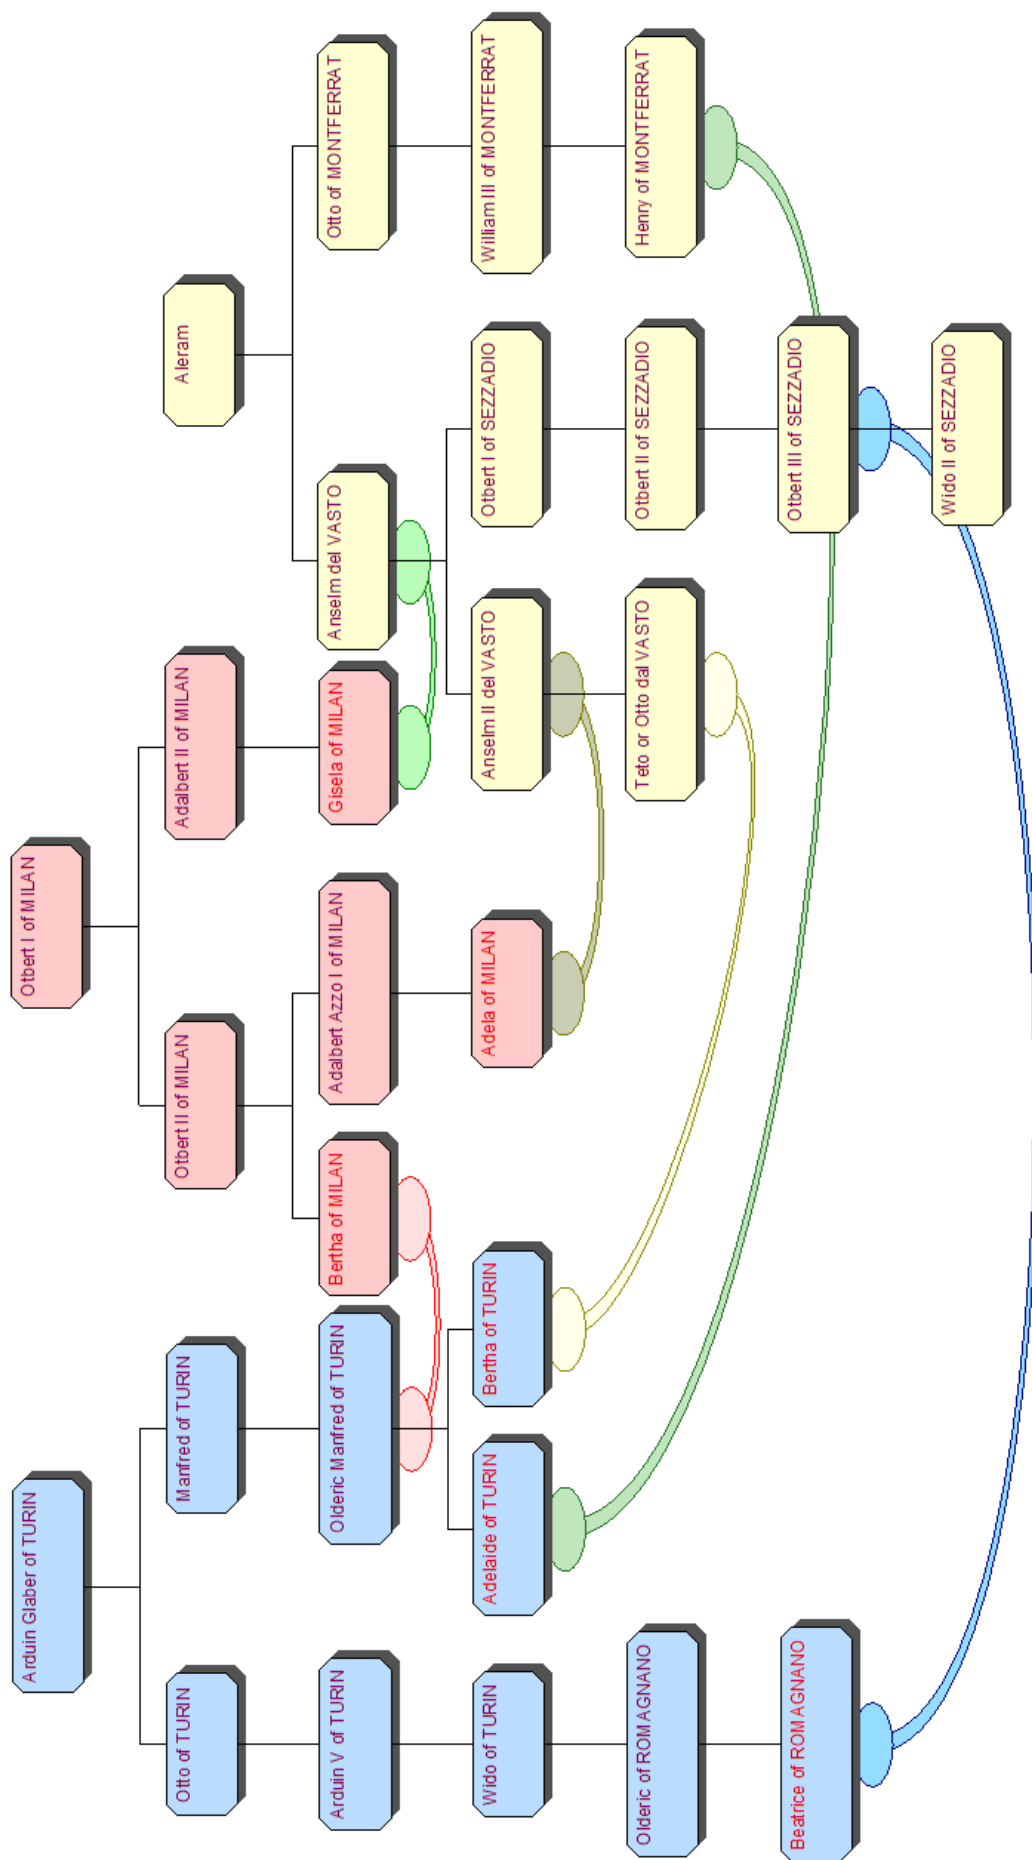 Arduin Glaber of TURIN
Otbert I of MILAN
Otto of TURIN
Manfred of TURIN
Otbert II of MILAN
Adalbert II of MILAN
Aleram
Arduin V of TURIN
Olderic Manfred of TURIN
Bertha of MILAN
Adalbert Azzo I of MILAN
Gisela of MILAN
Anselm del VASTO
Otto of MONTFERRAT
Wido of TURIN
Adelaide of TURIN
Bertha of TURIN
Adela of MILAN
Anselm II del VASTO
Otbert I of SEZZADIO
William III of MONTFERRAT
Olderic of ROMAGNANO
Teto or Otto dal VASTO
Otbert II of SEZZADIO
Henry of MONTFERRAT
Beatrice of ROMAGNANO
Otbert III of SEZZADIO
Wido II of SEZZADIO